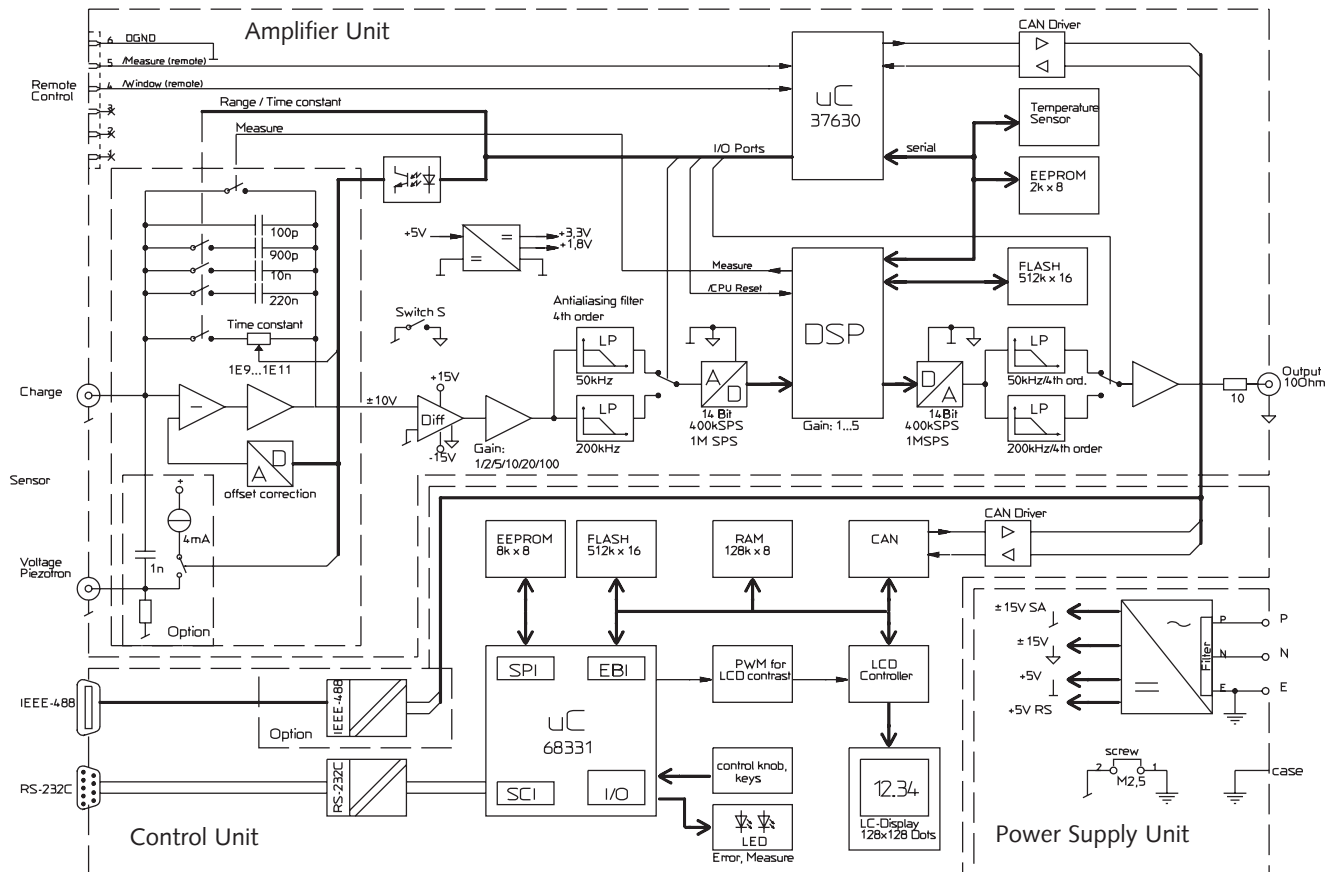 Amplifier Unit
CAN Driver
6 DGND
5 /Measure (remote)
4 /Window (remote)
3
2
1
Remote
Control
Range / Time constant
Measure
uC
37630
I/O Ports
serial
Temperature
Sensor
EEPROM
2k x 8
100p
900p
10n
220n
Time constant
1E9...1E11
+5V
=
=
+3,3V
+1,8V
Switch S
Measure
/CPU Reset
DSP
Gain: 1...5
FLASH
512k x 16
Antialiasing filter
4th order
LP
50kHz
LP
200kHz
A
D
14 Bit
400kSPS
1M SPS
D
A
14Bit
400kSPS
1MSPS
LP
50kHz/4th ord.
LP
200kHz/4th order
10
Output
10Ohm
Charge
−
±10V
+15V
Diff
-15V
Gain:
1/2/5/10/20/100
D
A
offset correction
Sensor
+
4mA
1n
Voltage
Piezotron
Option
EEPROM
8k x 8
FLASH
512k x 16
RAM
128k x 8
CAN
CAN Driver
SPI
EBI
uC
68331
SCI
I/O
PWM for
LCD contrast
LCD
Controller
control knob,
keys
LED
Error, Measure
12.34
LC-Display
128x128 Dots
IEEE-488
IEEE-488
Option
RS-232C
RS-232C
Control Unit
±15V SA
±15V
+5V
+5V RS
~
=
Filter
P
N
E
P
N
E
screw
2
1
M2,5
case
Power Supply Unit